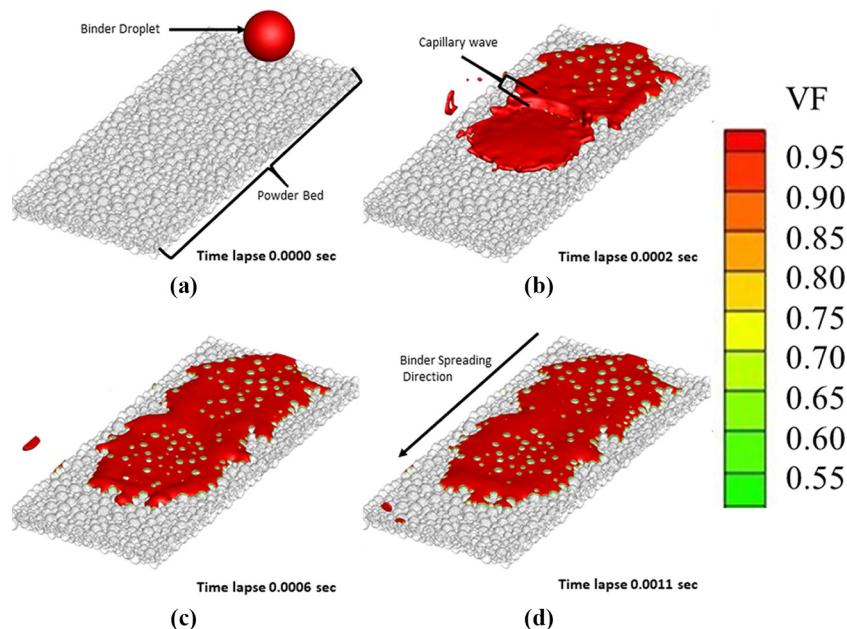 Binder Droplet
Powder Bed
Time lapse 0.0000 sec
(a)
Capillary wave
Time lapse 0.0002 sec
(b)
Time lapse 0.0006 sec
(c)
Binder Spreading
Direction
Time lapse 0.0011 sec
(d)
VF
0.95
0.90
0.85
0.80
0.75
0.70
0.65
0.60
0.55